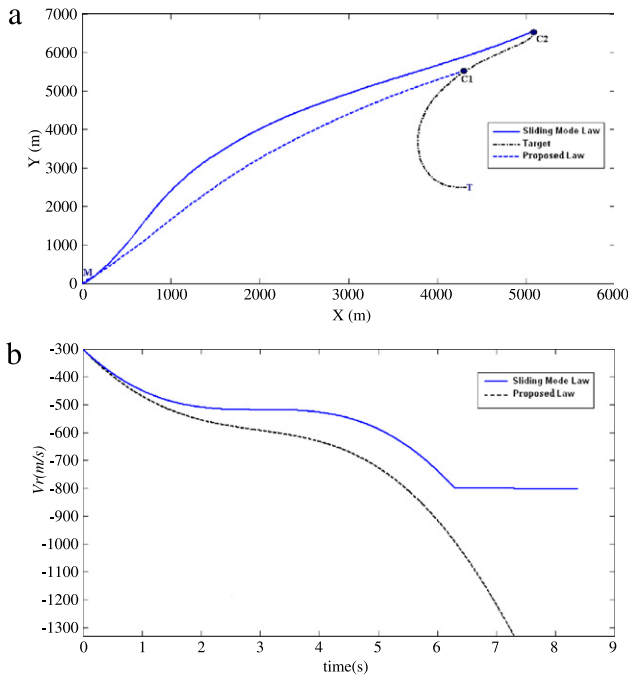 a
7000
6000
5000
4000
3000
2000
1000
0
Y (m)
M
C1
C2
T
Sliding Mode Law
Target
Proposed Law
0 1000 2000 3000 4000 5000 6000
X (m)
b
-300
-400
-500
-600
-700
-800
-900
-1000
-1100
-1200
-1300
Vr(m/s)
Sliding Mode Law
Proposed Law
0 1 2 3 4 5 6 7 8 9
time(s)